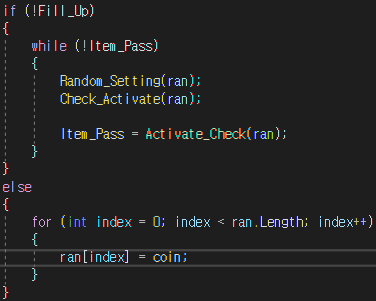 if (!Fill_Up)
{
    while (!Item_Pass)
    {
        Random_Setting(ran);
        Check_Activate(ran);

        Item_Pass = Activate_Check(ran);
    }
}
else
{
    for (int index = 0; index < ran.Length; index++)
    {
        ran[index] = coin;
    }
}